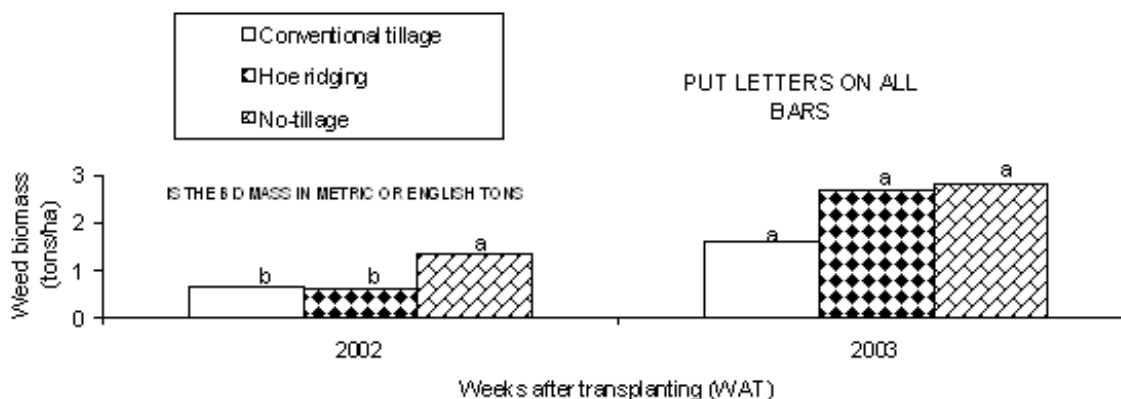 Conventional tillage
Hoe ridging
No-tillage
PUT LETTERS ON ALL
BARS
IS THE BIO MASS IN METRIC OR ENGLISH TONS
Weed biomass
(tons/ha)
3
2
1
0
b
b
a
a
a
a
2002
2003
Weeks after transplanting (WAT)